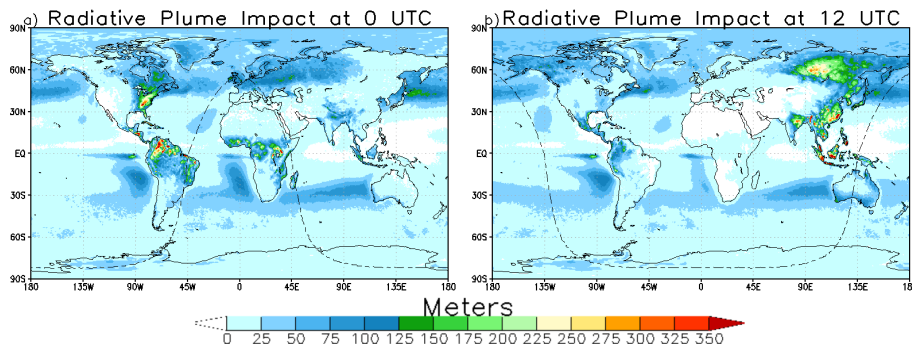 a) Radiative Plume Impact at 0 UTC
b) Radiative Plume Impact at 12 UTC
90N
60N
30N
EQ
30S
60S
90S
180 135W 90W 45W 0 45E 90E 135E 180
90N
60N
30N
EQ
30S
60S
90S
180 135W 90W 45W 0 45E 90E 135E 18
Meters
0 25 50 75 100 125 150 175 200 225 250 275 300 325 350